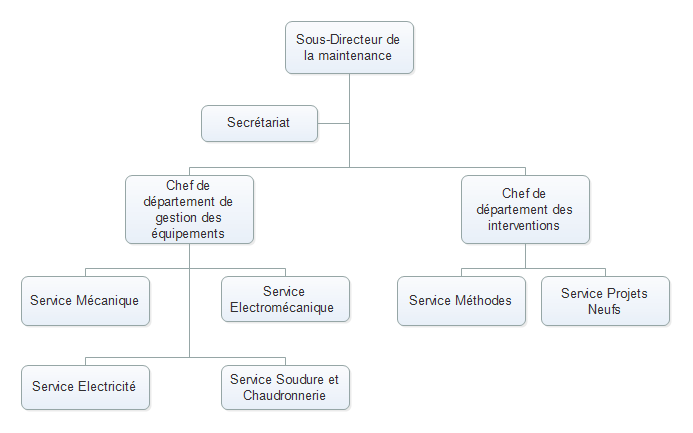 Sous-Directeur de
la maintenance
Secrétariat
Chef de
département de
gestion des
équipements
Chef de
département des
interventions
Service Mécanique
Service
Electromécanique
Service Méthodes
Service Projets
Neufs
Service Electricité
Service Soudure et
Chaudronnerie